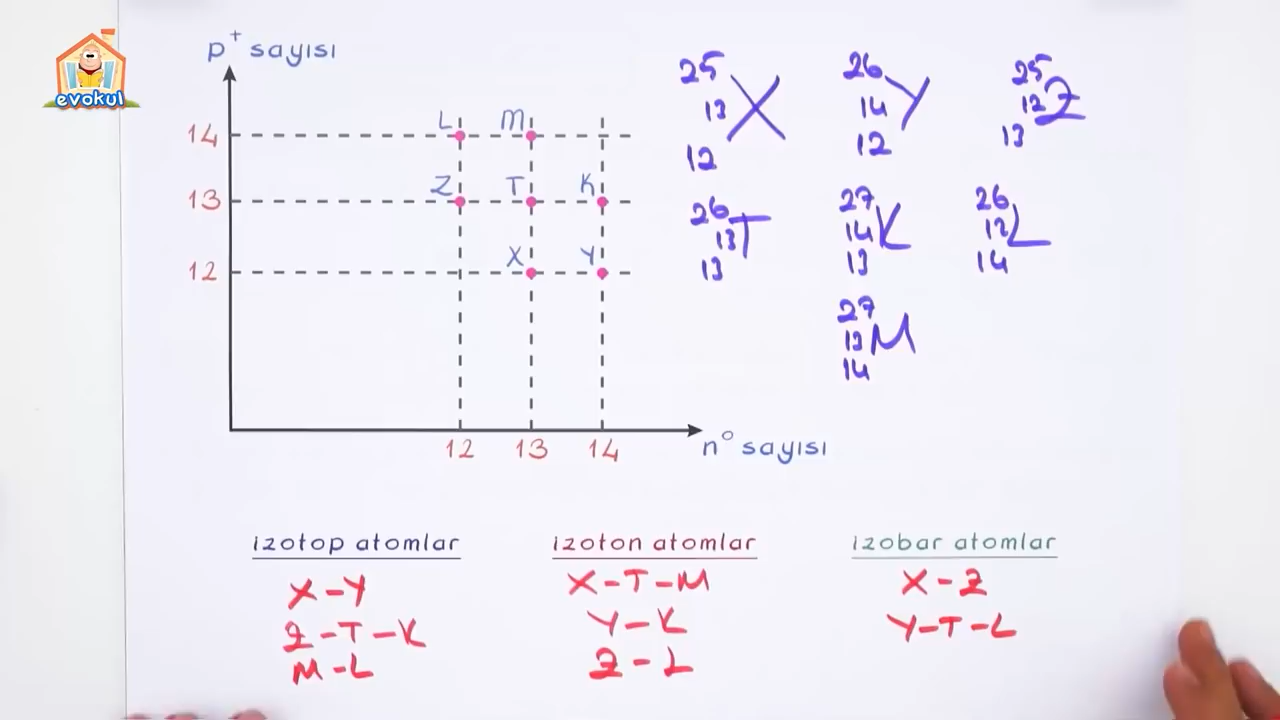 evokul
p⁺ sayısı
14
13
12
L
M
Z
T
K
X
Y
12
13
14
n⁰ sayısı
25
13 X
12
26
14 Y
12
25
12 Z
13
26
13 T
13
27
14 K
13
26
12 L
14
27
13 M
14
izotop atomlar
X-Y
Z-T-K
M-L
izoton atomlar
X-T-M
Y-K
Z-L
izobar atomlar
X-Z
Y-T-L